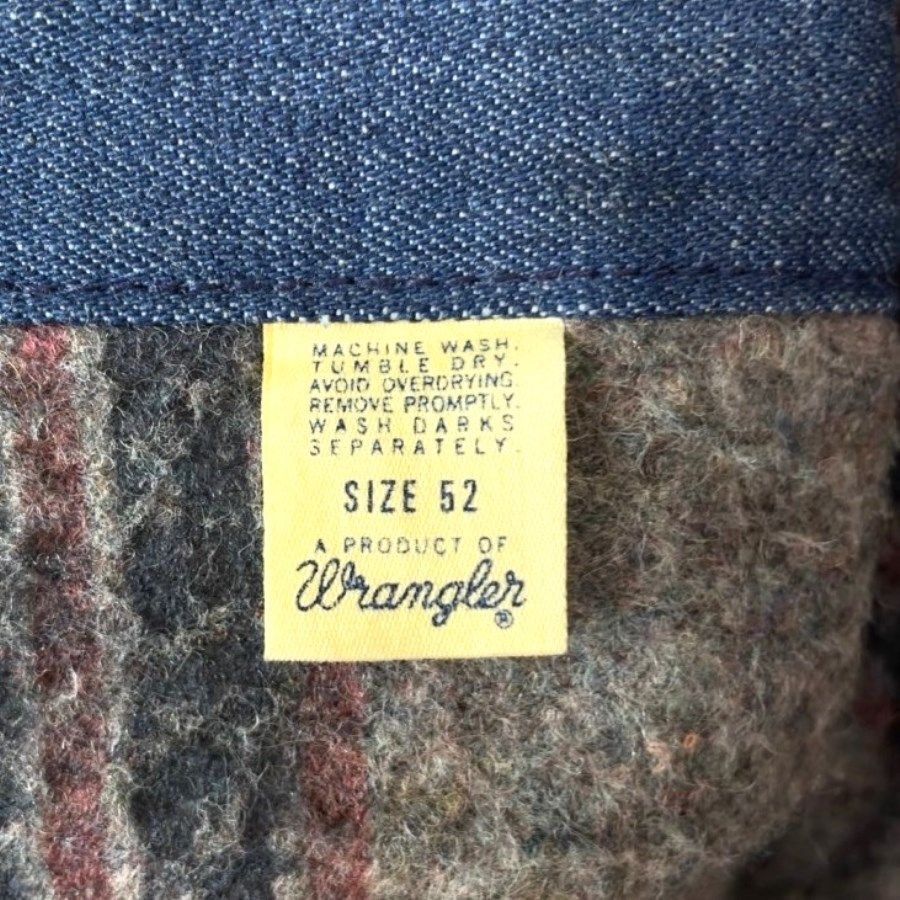 MACHINE WASH.
TUMBLE DRY.
AVOID OVERDRYING.
REMOVE PROMPTLY.
WASH DARKS
SEPARATELY.
SIZE 52
A PRODUCT OF
Wrangler
®